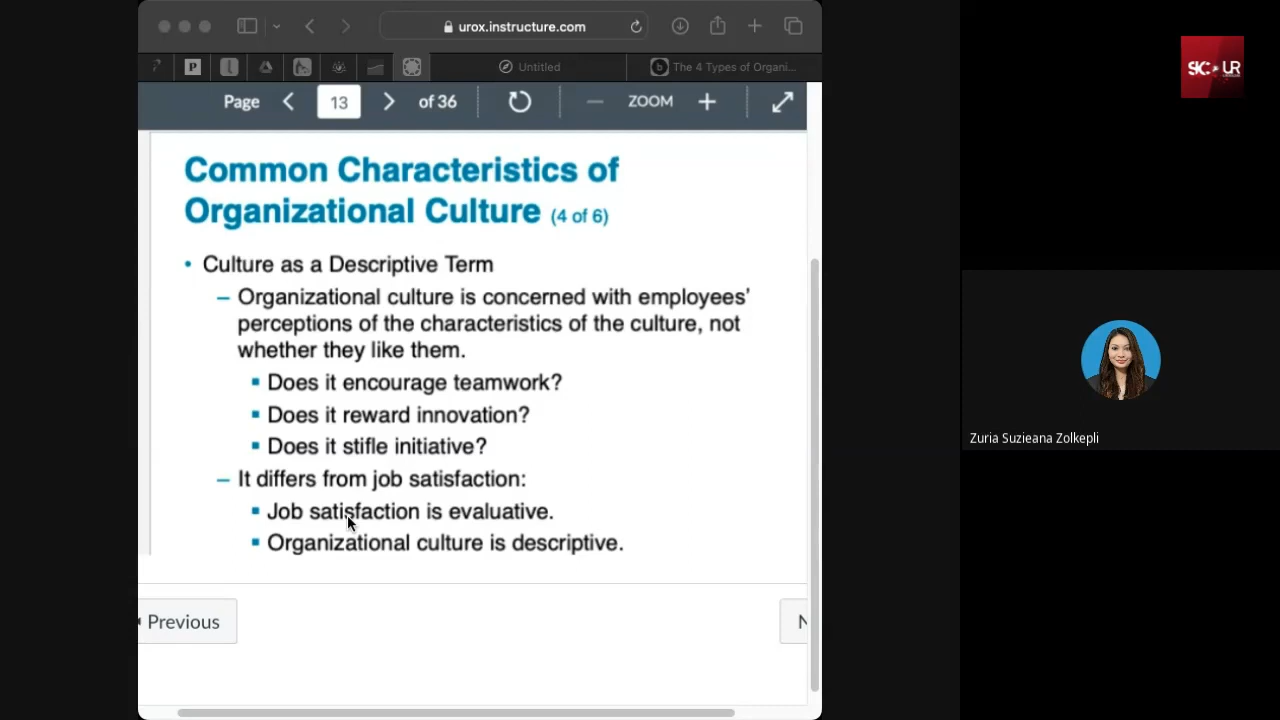 urox.instructure.com
Untitled
The 4 Types of Organi...
Page 13 of 36 ZOOM
Common Characteristics of
Organizational Culture (4 of 6)
• Culture as a Descriptive Term
– Organizational culture is concerned with employees’
perceptions of the characteristics of the culture, not
whether they like them.
▪ Does it encourage teamwork?
▪ Does it reward innovation?
▪ Does it stifle initiative?
– It differs from job satisfaction:
▪ Job satisfaction is evaluative.
▪ Organizational culture is descriptive.
Previous
Zuria Suzieana Zolkepli